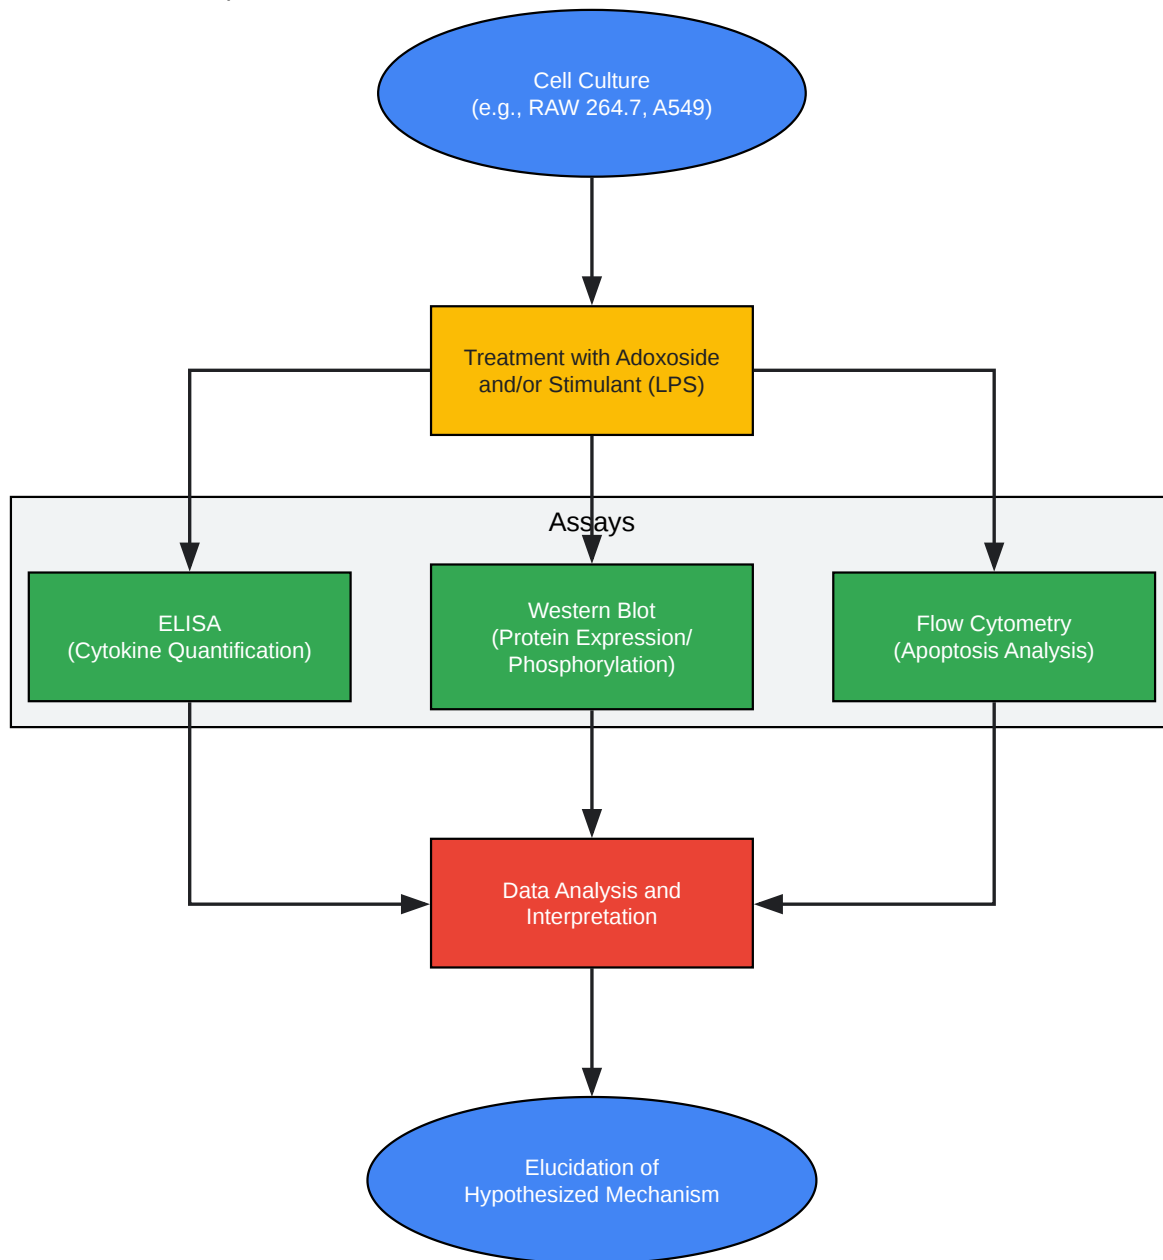 Cell Culture
(e.g., RAW 264.7, A549)
Treatment with Adoxoside
and/or Stimulant (LPS)
Assays
ELISA
(Cytokine Quantification)
Western Blot
(Protein Expression/
Phosphorylation)
Flow Cytometry
(Apoptosis Analysis)
Data Analysis and
Interpretation
Elucidation of
Hypothesized Mechanism